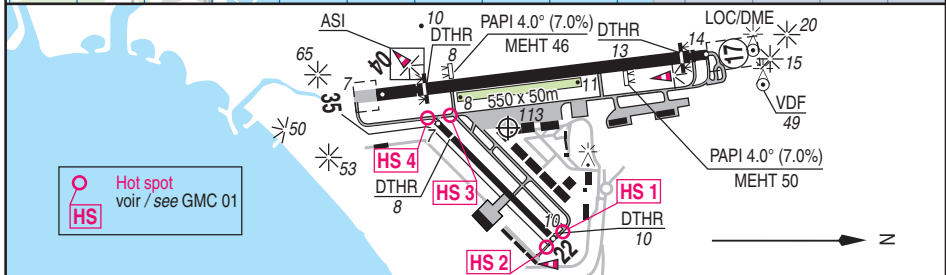 ASI
10
PAPI 4.0° (7.0%)
MEHT 46
DTHR
DTHR
LOC/DME
20
65
04
8
13
14
17
15
7
35
8
550 x 50m
11
VDF
49
50
7
113
HS 4
HS 3
PAPI 4.0° (7.0%)
MEHT 50
53
DTHR
8
Hot spot
voir / see GMC 01
HS
HS 1
10
DTHR
10
22
HS 2
N